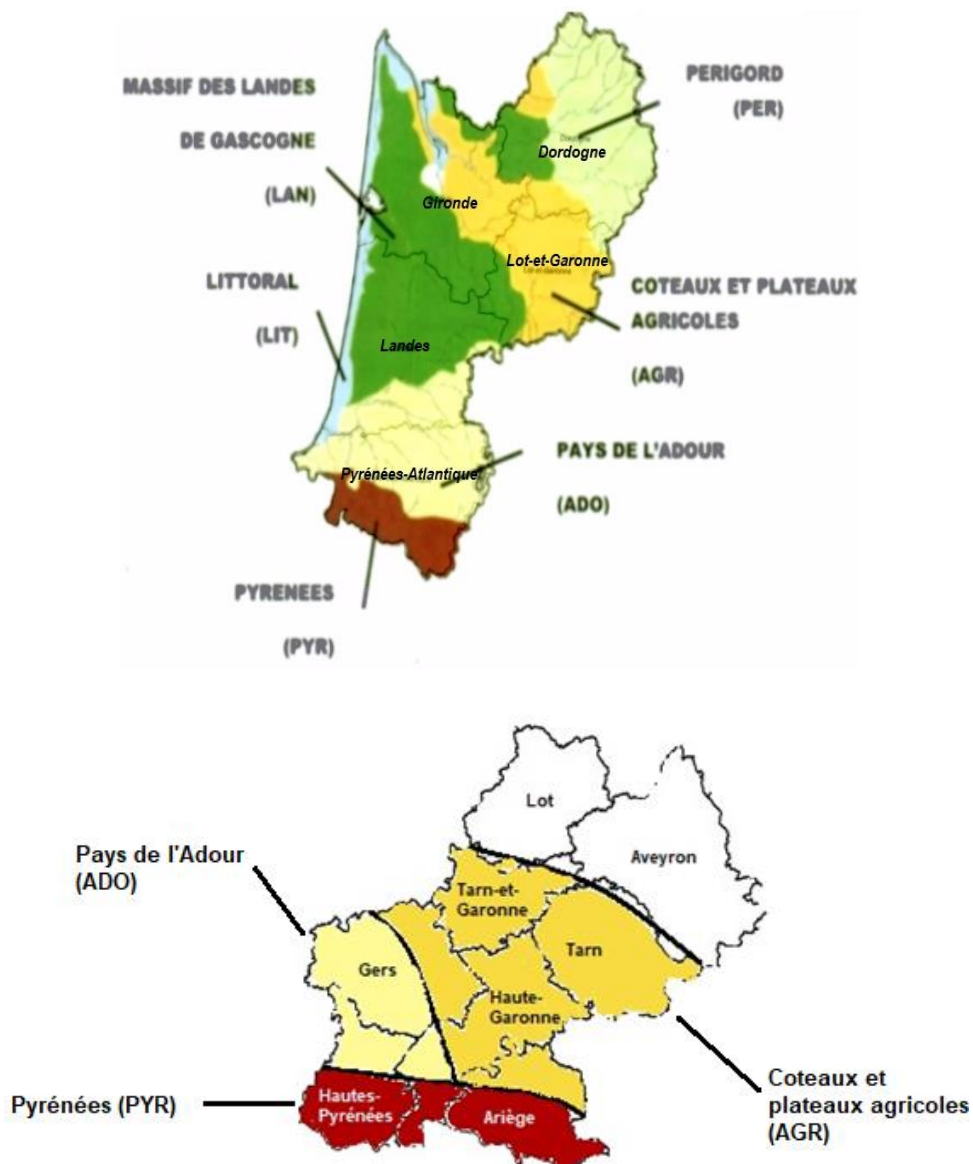 MASSIF DES LANDES
DE GASCOGNE
(LAN)
PERIGORD
(PER)
Dordogne
Gironde
Lot-et-Garonne
LITTORAL
(LIT)
COTEAUX ET PLATEAUX
AGRICOLES
(AGR)
Landes
PAYS DE L'ADOUR
(ADO)
Pyrénées-Atlantique
PYRENEES
(PYR)
Lot
Aveyron
Pays de l'Adour
(ADO)
Tarn-et-
Garonne
Tarn
Gers
Haute-
Garonne
Pyrénées (PYR)
Hautes-
Pyrénées
Ariège
Coteaux et
plateaux agricoles
(AGR)